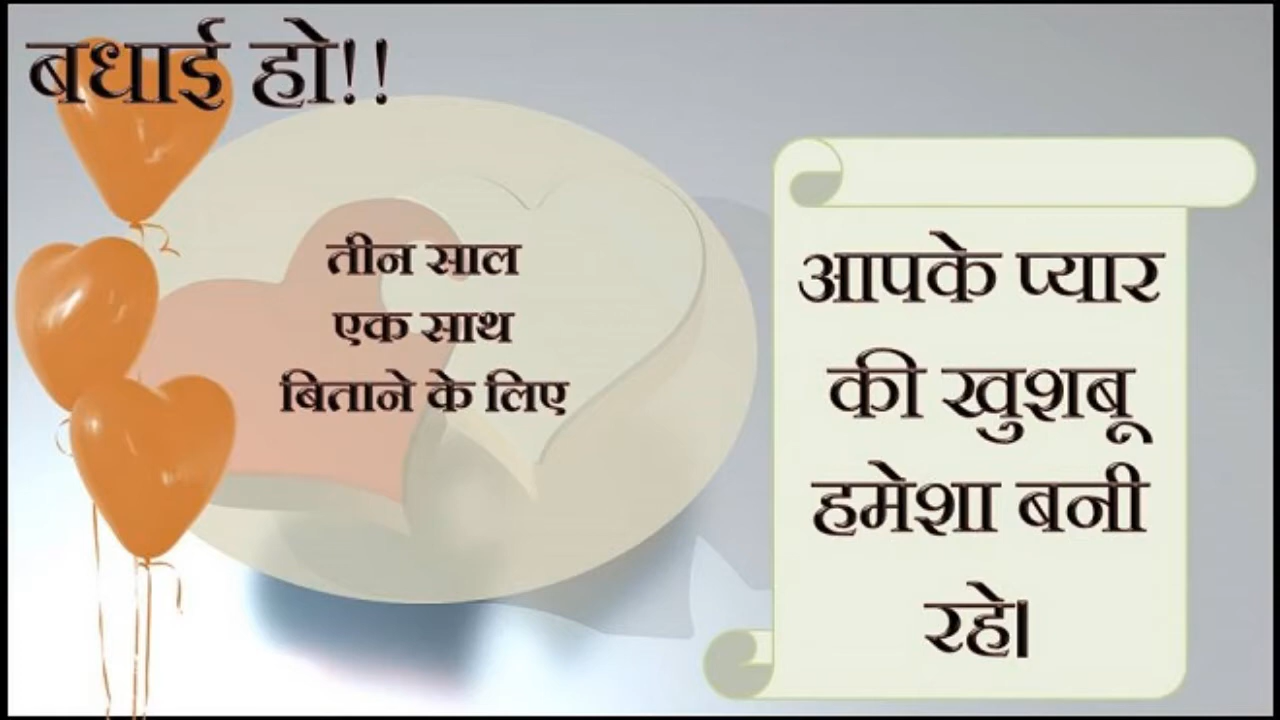 बधाई हो!!
तीन साल
एक साथ
बिताने के लिए
आपके प्यार
की खुशबू
हमेशा बनी
रहे।